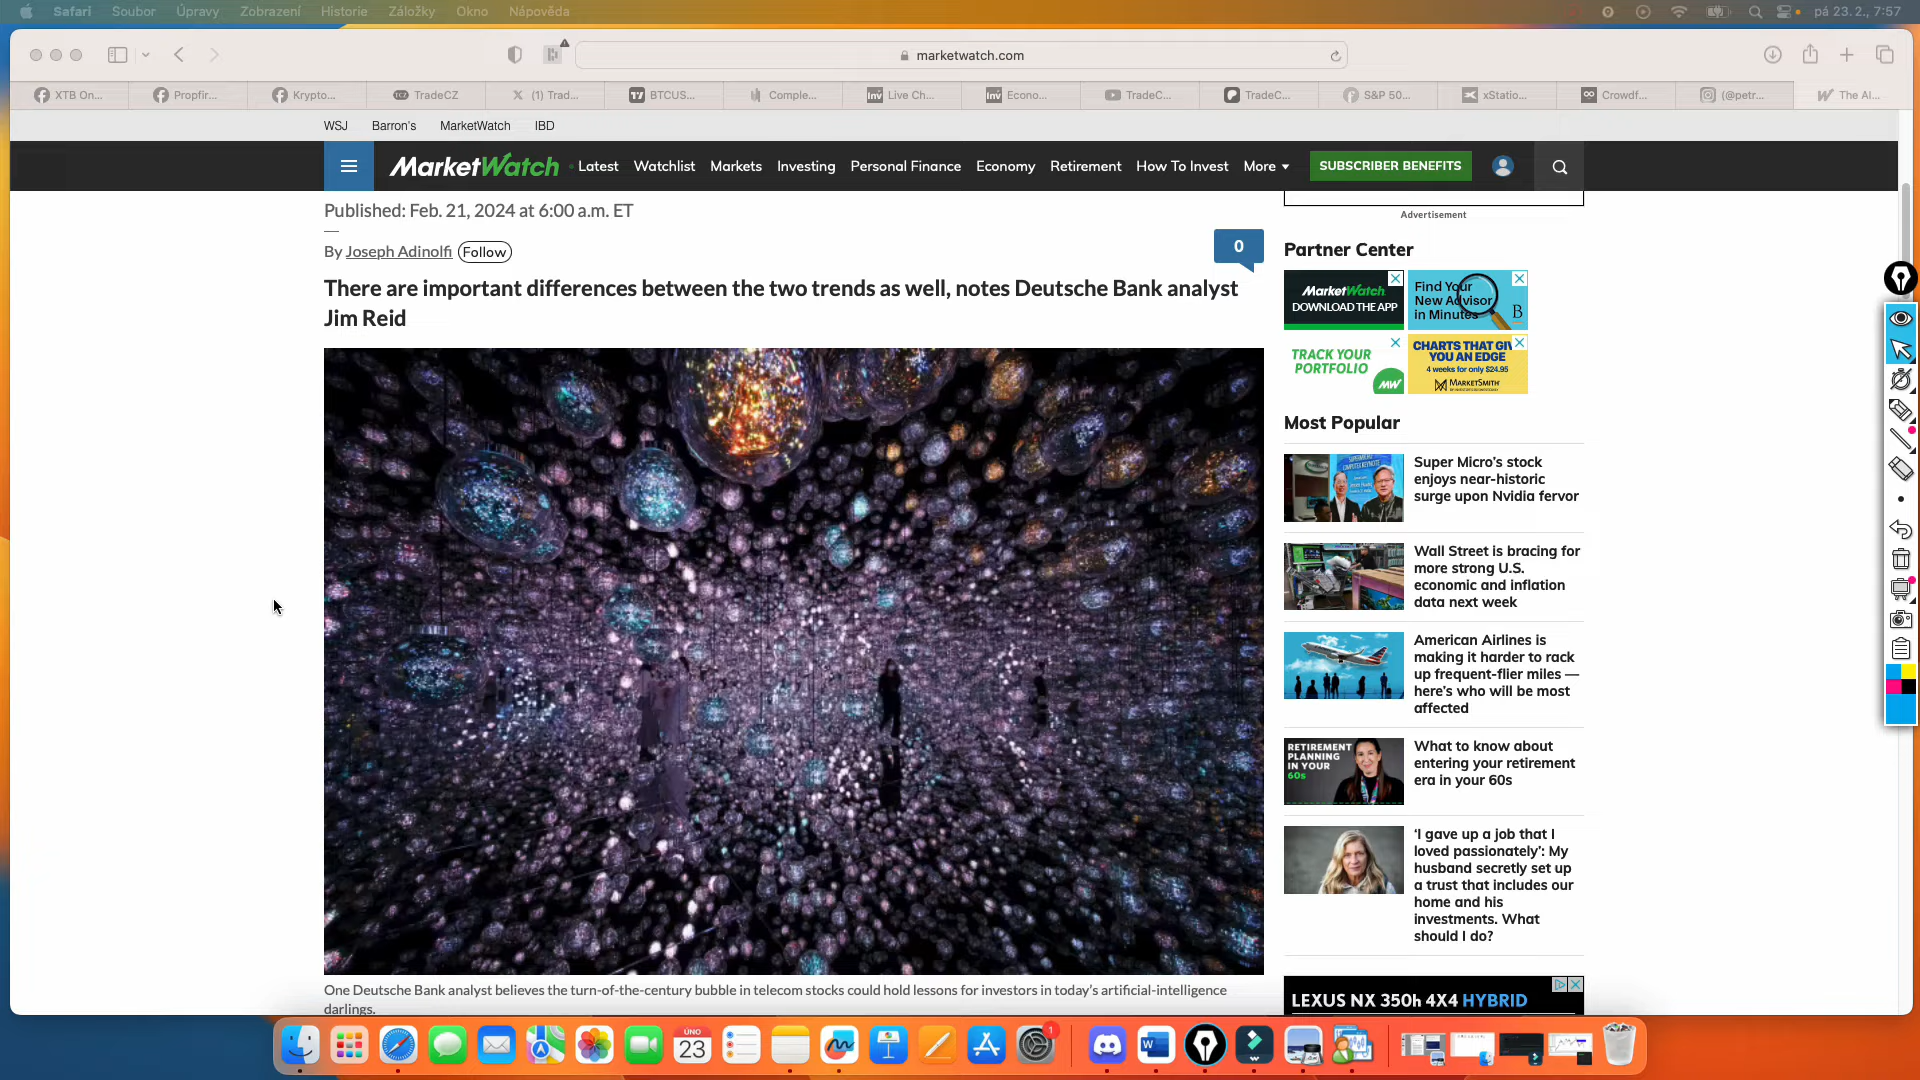 Safari Soubor Úpravy Zobrazení Historie Záložky Okno Nápověda pá 23. 2., 7:57
marketwatch.com
XTB On... Propfir... Krypto... TradeCZ (1) Trad... BTCUS... Comple... Live Ch... Econo... TradeC... TradeC... S&P 50... xStatio... Crowdf... (@petr... The AI...
WSJ Barron's MarketWatch IBD
MarketWatch Latest Watchlist Markets Investing Personal Finance Economy Retirement How To Invest More SUBSCRIBER BENEFITS
Published: Feb. 21, 2024 at 6:00 a.m. ET
By Joseph Adinolfi Follow
0
There are important differences between the two trends as well, notes Deutsche Bank analyst
Jim Reid
One Deutsche Bank analyst believes the turn-of-the-century bubble in telecom stocks could hold lessons for investors in today's artificial-intelligence
darlings.
Advertisement
Partner Center
MarketWatch
DOWNLOAD THE APP
Find Your
New Advisor
in Minutes
B
TRACK YOUR
PORTFOLIO
MW
CHARTS THAT GIV
YOU AN EDGE
4 weeks for only $24.95
MARKETSMITH
Most Popular
Super Micro's stock
enjoys near-historic
surge upon Nvidia fervor
Wall Street is bracing for
more strong U.S.
economic and inflation
data next week
American Airlines is
making it harder to rack
up frequent-flier miles —
here's who will be most
affected
RETIREMENT
PLANNING
IN YOUR
60s
What to know about
entering your retirement
era in your 60s
'I gave up a job that I
loved passionately': My
husband secretly set up
a trust that includes our
home and his
investments. What
should I do?
LEXUS NX 350h 4X4 HYBRID
ÚNO
23
1